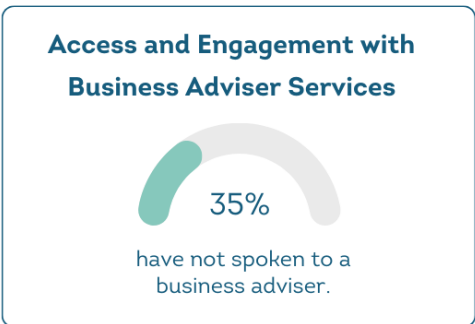 Access and Engagement with
Business Adviser Services
35%
have not spoken to a
business adviser.